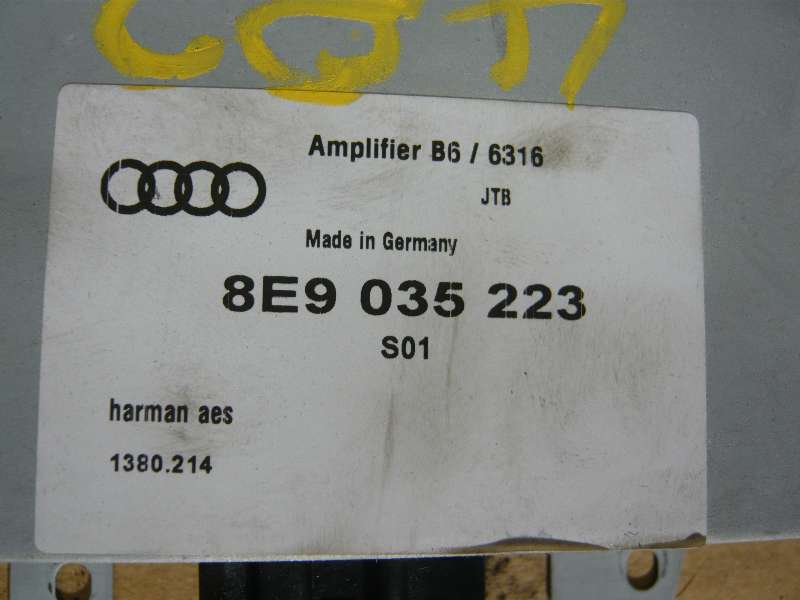 Amplifier B6 / 6316
JTB
Made in Germany
8E9 035 223
S01
harman aes
1380.214